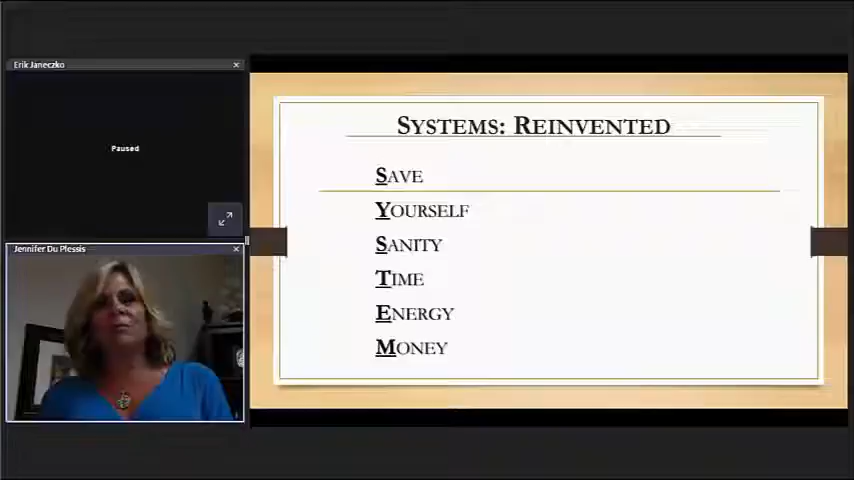 Erik Janeczko
Paused
Jennifer Du Plessis
SYSTEMS: REINVENTED
SAVE
YOURSELF
SANITY
TIME
ENERGY
MONEY